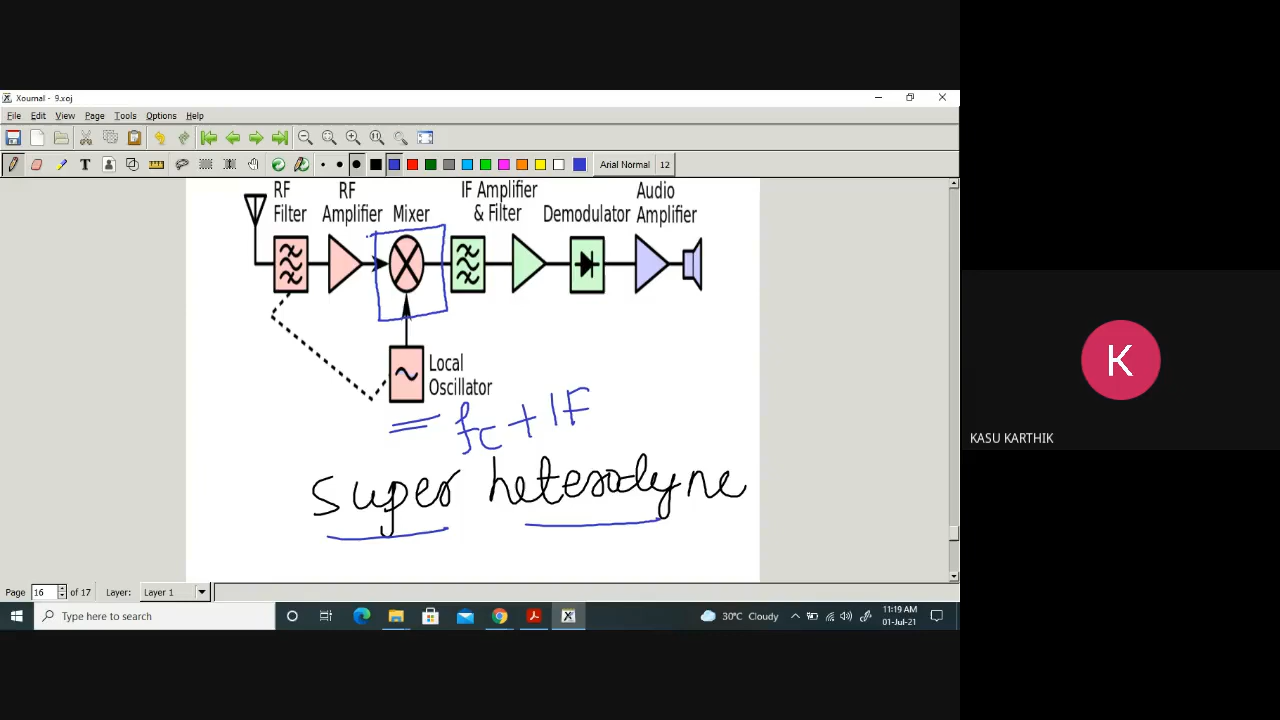 Xournal - 9.xoj
File Edit View Page Tools Options Help
Arial Normal 12
RF Filter
RF Amplifier
Mixer
IF Amplifier & Filter
Demodulator
Audio Amplifier
Local Oscillator
= fc + IF
super heterodyne
K
KASU KARTHIK
Page 16 of 17 Layer: Layer 1
Type here to search
30°C Cloudy
11:19 AM
01-Jul-21